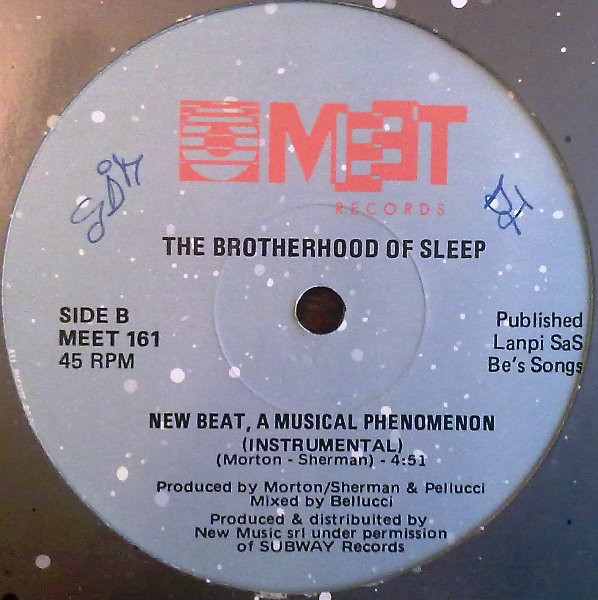 MEET
RECORDS
THE BROTHERHOOD OF SLEEP
SIDE B
MEET 161
45 RPM
Published
Lanpi SaS
Be's Songs
NEW BEAT, A MUSICAL PHENOMENON
(INSTRUMENTAL)
(Morton - Sherman) - 4:51
Produced by Morton/Sherman & Pellucci
Mixed by Bellucci
Produced & distribuited by
New Music srl under permission
of SUBWAY Records